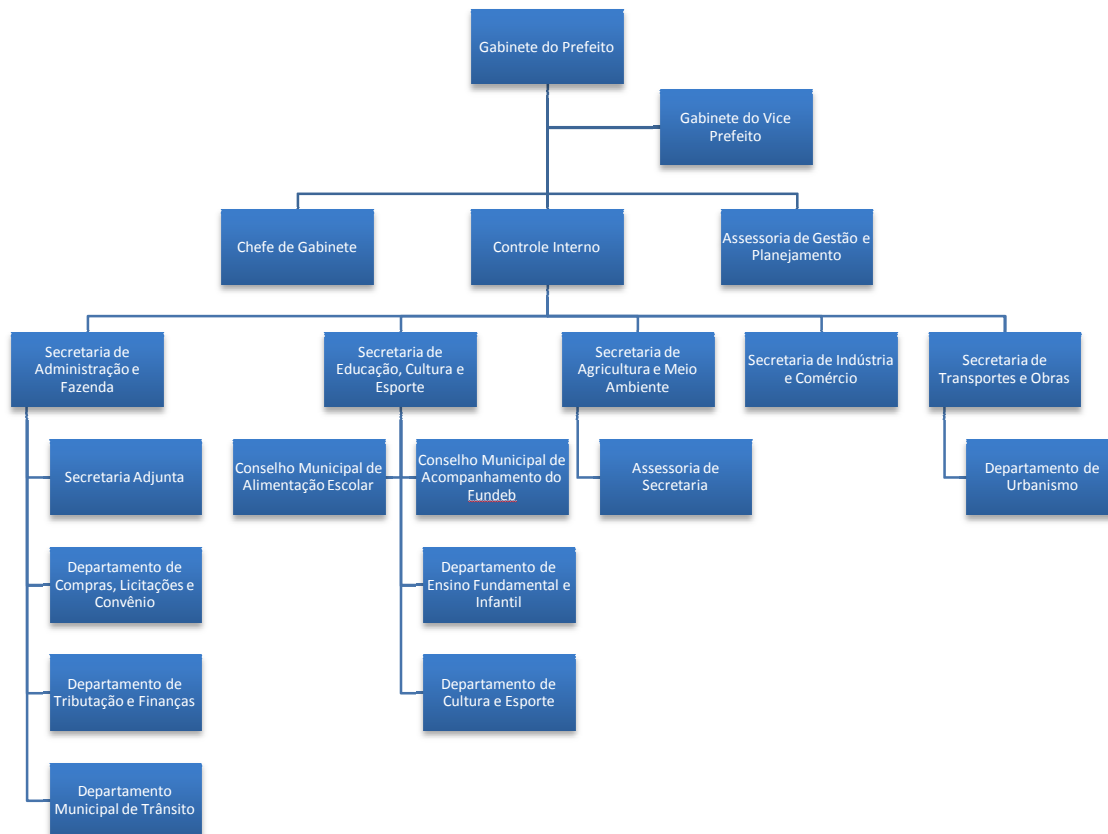 Gabinete do Prefeito
Gabinete do Vice
Prefeito
Chefe de Gabinete
Controle Interno
Assessoria de Gestão e
Planejamento
Secretaria de
Administração e
Fazenda
Secretaria de
Educação, Cultura e
Esporte
Secretaria de
Agricultura e Meio
Ambiente
Secretaria de Indústria
e Comércio
Secretaria de
Transportes e Obras
Secretaria Adjunta
Conselho Municipal de
Alimentação Escolar
Conselho Municipal de
Acompanhamento do
Fundeb
Assessoria de
Secretaria
Departamento de
Urbanismo
Departamento de
Compras, Licitações e
Convênio
Departamento de
Ensino Fundamental e
Infantil
Departamento de
Tributação e Finanças
Departamento de
Cultura e Esporte
Departamento
Municipal de Trânsito